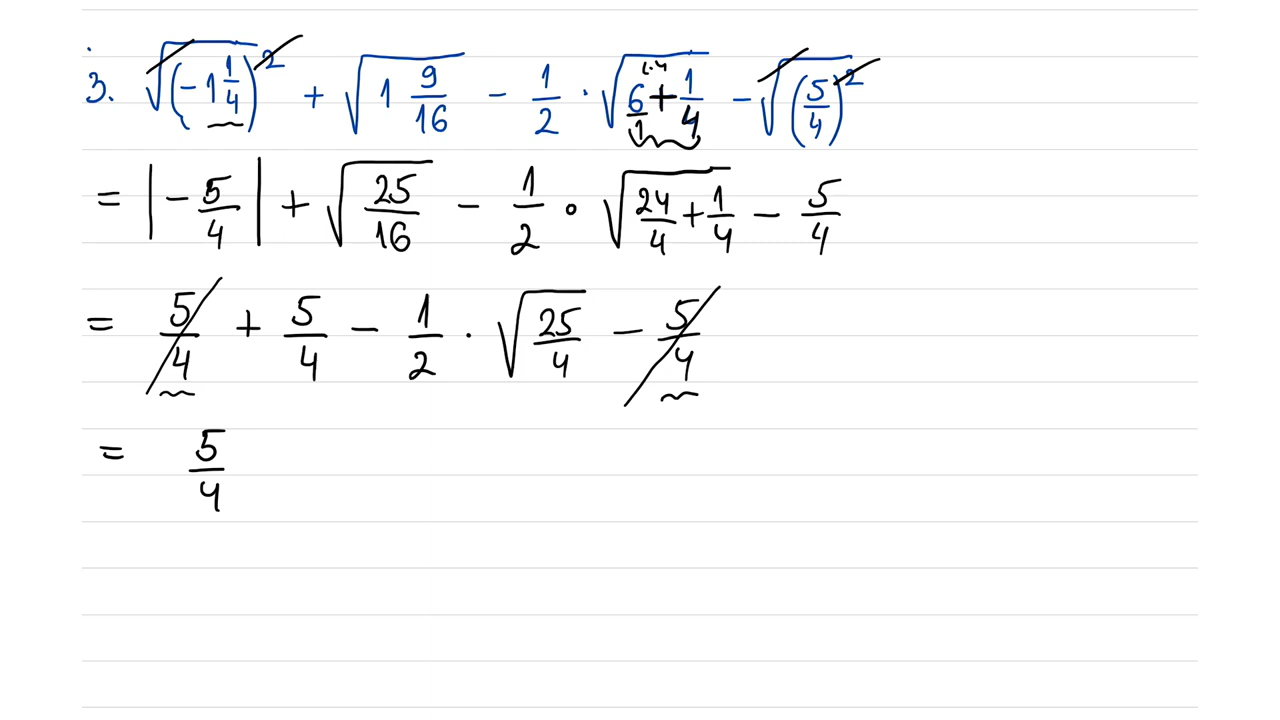 3. √(-1 1/4)² + √(1 9/16) - 1/2 · √(6/1 + 1/4) - √(5/4)²
= |-5/4| + √(25/16) - 1/2 · √(24/4 + 1/4) - 5/4
= 5/4 + 5/4 - 1/2 · √(25/4) - 5/4
= 5/4